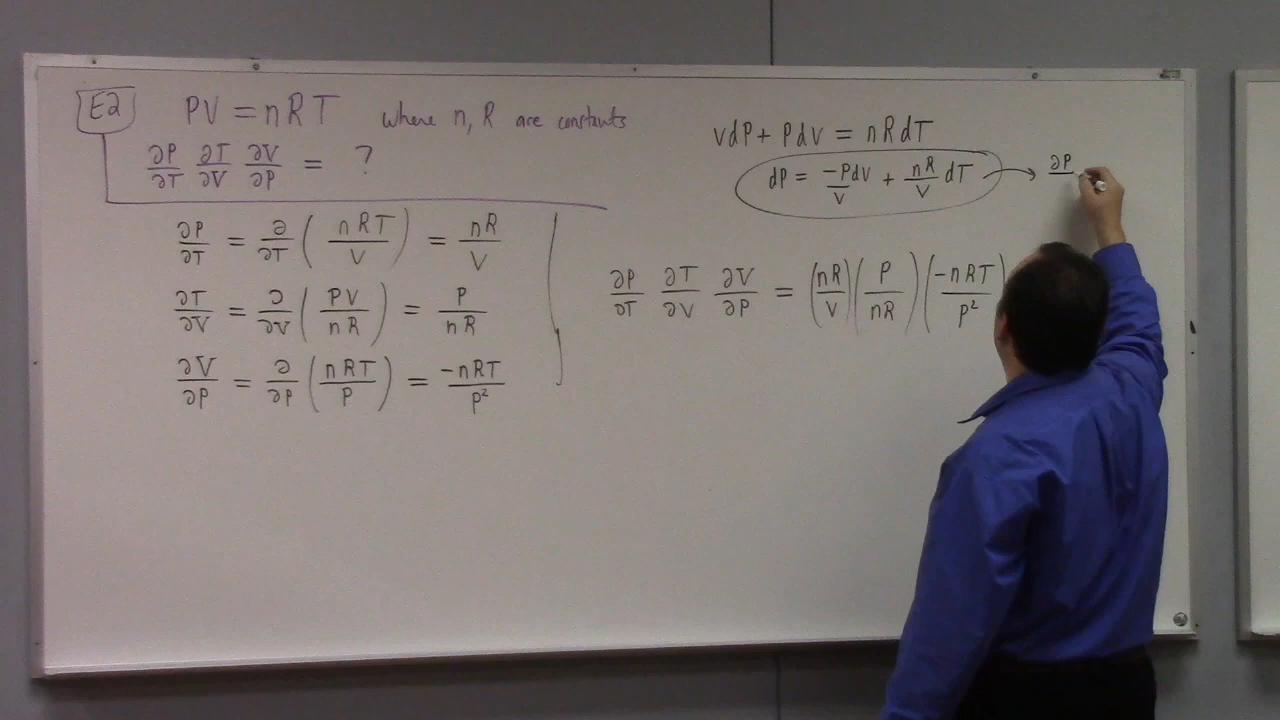 E2 PV = nRT where n, R are constants
∂P/∂T ∂T/∂V ∂V/∂P = ?
∂P/∂T = ∂/∂T (nRT/V) = nR/V
∂T/∂V = ∂/∂V (PV/nR) = P/nR
∂V/∂P = ∂/∂P (nRT/P) = -nRT/P²
VdP + PdV = nRdT
dP = -PdV/V + nR/V dT → ∂P
∂P/∂T ∂T/∂V ∂V/∂P = (nR/V)(P/nR)(-nRT/P²